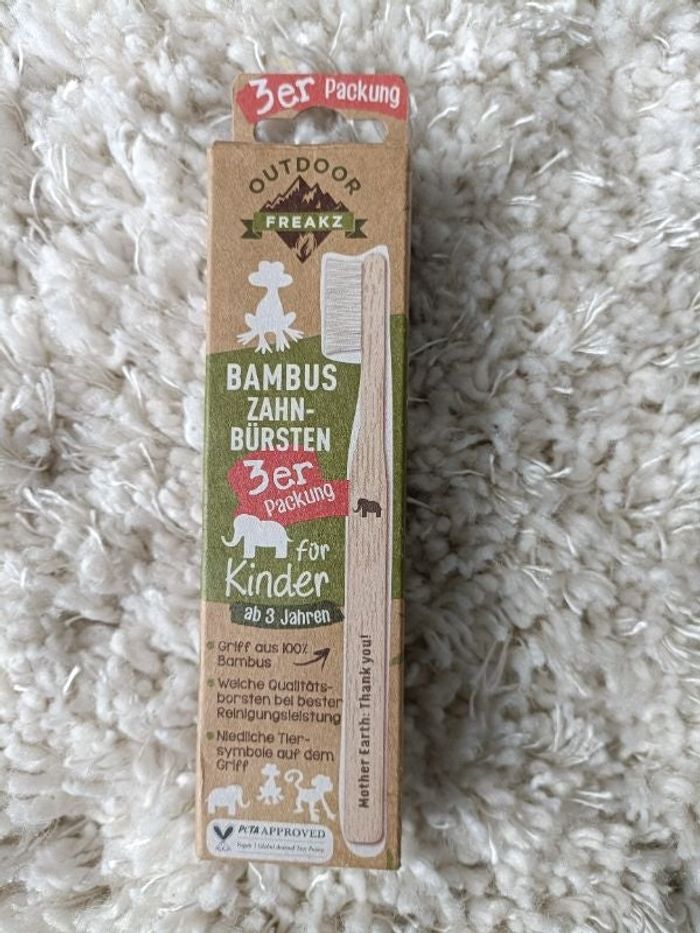 3er Packung
OUTDOOR
FREAKZ
BAMBUS
ZAHN-
BÜRSTEN
3er
Packung
für
Kinder
ab 3 Jahren
Griff aus 100%
Bambus
Weiche Qualitäts-
borsten bei bester
Reinigungsleistung
Niedliche Tier-
symbole auf dem
Griff
Mother Earth: Thank you!
PETA APPROVED